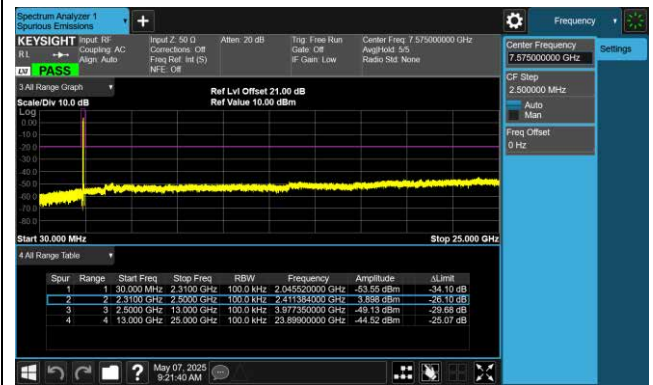 Spectrum Analyzer 1
Spurious Emissions
Frequency
KEYSIGHT
RL
Input: RF
Coupling: AC
Align: Auto
Input Z: 50 Ω
Corrections: Off
Freq Ref: Int (S)
NFE: Off
Atten: 20 dB
Trig: Free Run
Gate: Off
IF Gain: Low
Center Freq: 7.575000000 GHz
Avg|Hold: 5/5
Radio Std: None
PASS
Center Frequency
7.575000000 GHz
Settings
CF Step
2.500000 MHz
Auto
Man
Freq Offset
0 Hz
3 All Range Graph
Scale/Div 10.0 dB
Ref Lvl Offset 21.00 dB
Ref Value 10.00 dBm
Log
0.00
-10.0
-20.0
-30.0
-40.0
-50.0
-60.0
-70.0
-80.0
Start 30.000 MHz
Stop 25.000 GHz
4 All Range Table
Spur Range Start Freq Stop Freq RBW Frequency Amplitude ΔLimit
1 1 30.000 MHz 2.3100 GHz 100.0 kHz 2.045520000 GHz -53.55 dBm -34.10 dB
2 2 2.3100 GHz 2.5000 GHz 100.0 kHz 2.411384000 GHz 3.898 dBm -26.10 dB
3 3 2.5000 GHz 13.000 GHz 100.0 kHz 3.977350000 GHz -49.13 dBm -29.68 dB
4 4 13.000 GHz 25.000 GHz 100.0 kHz 23.89900000 GHz -44.52 dBm -25.07 dB
?
May 07, 2025
9:21:40 AM